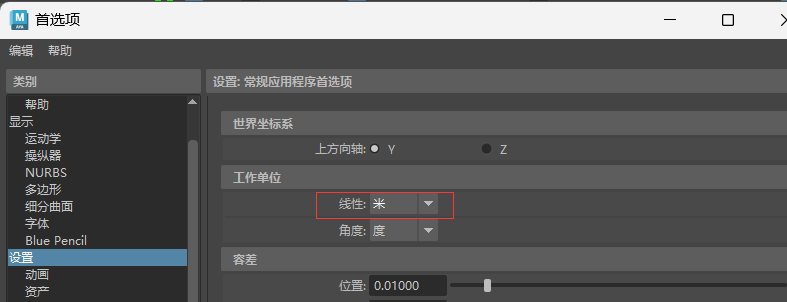 M
首选项
编辑 帮助
类别
帮助
显示
运动学
操纵器
NURBS
多边形
细分曲面
字体
Blue Pencil
设置
动画
资产
设置: 常规应用程序首选项
世界坐标系
上方向轴: Y Z
工作单位
线性: 米
角度: 度
容差
位置: 0.01000